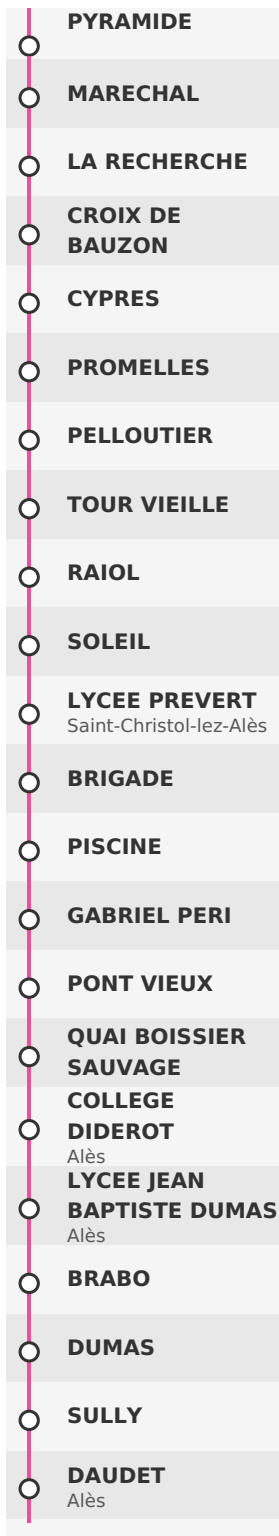 PYRAMIDE
MARECHAL
LA RECHERCHE
CROIX DE
BAUZON
CYPRES
PROMELLES
PELLOUTIER
TOUR VIEILLE
RAIOL
SOLEIL
LYCEE PREVERT
Saint-Christol-lez-Alès
BRIGADE
PISCINE
GABRIEL PERI
PONT VIEUX
QUAI BOISSIER
SAUVAGE
COLLEGE
DIDEROT
Alès
LYCEE JEAN
BAPTISTE DUMAS
Alès
BRABO
DUMAS
SULLY
DAUDET
Alès